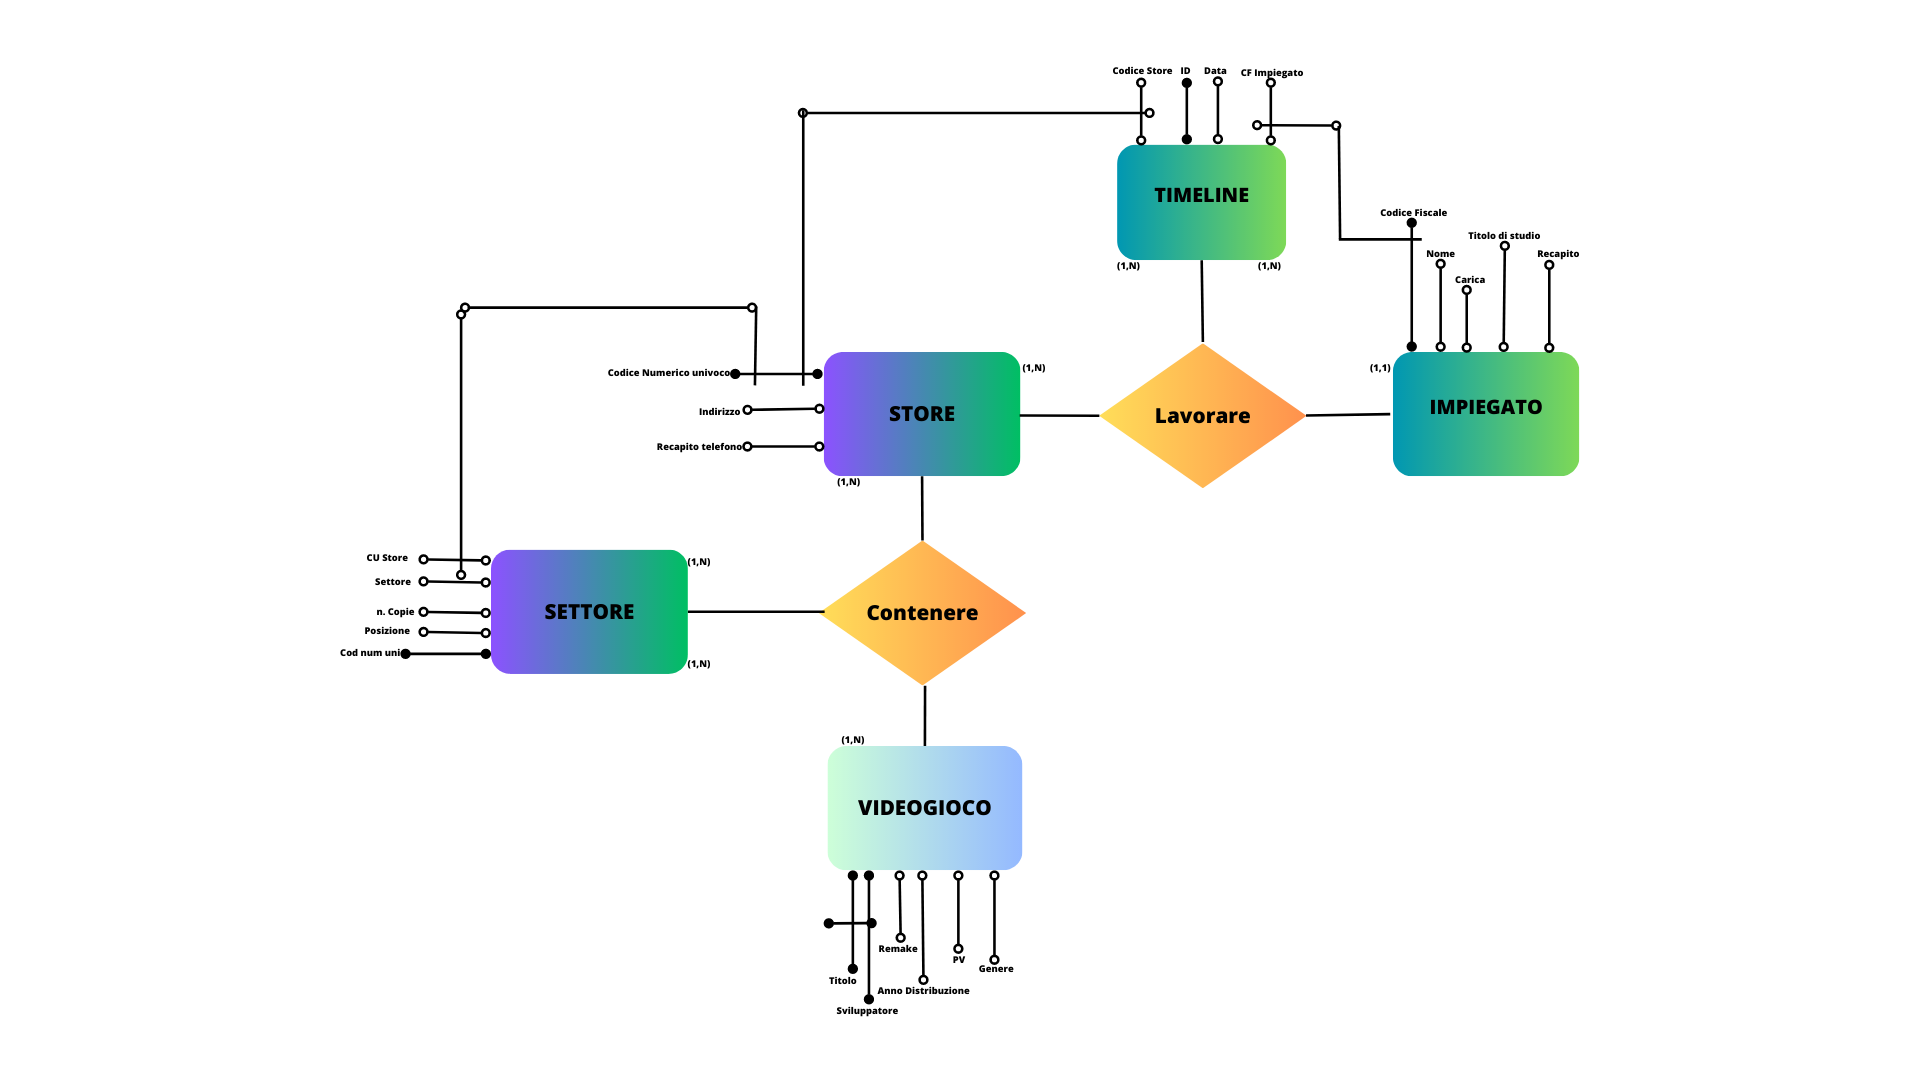 Codice Store
ID
Data
CF Impiegato
TIMELINE
(1,N)
(1,N)
Codice Fiscale
Titolo di studio
Nome
Recapito
Carica
Codice Numerico univoco
Indirizzo
Recapito telefono
STORE
(1,N)
(1,N)
Lavorare
(1,1)
IMPIEGATO
CU Store
Settore
n. Copie
Posizione
Cod num uni
SETTORE
(1,N)
(1,N)
Contenere
(1,N)
VIDEOGIOCO
Remake
PV
Genere
Titolo
Anno Distribuzione
Sviluppatore